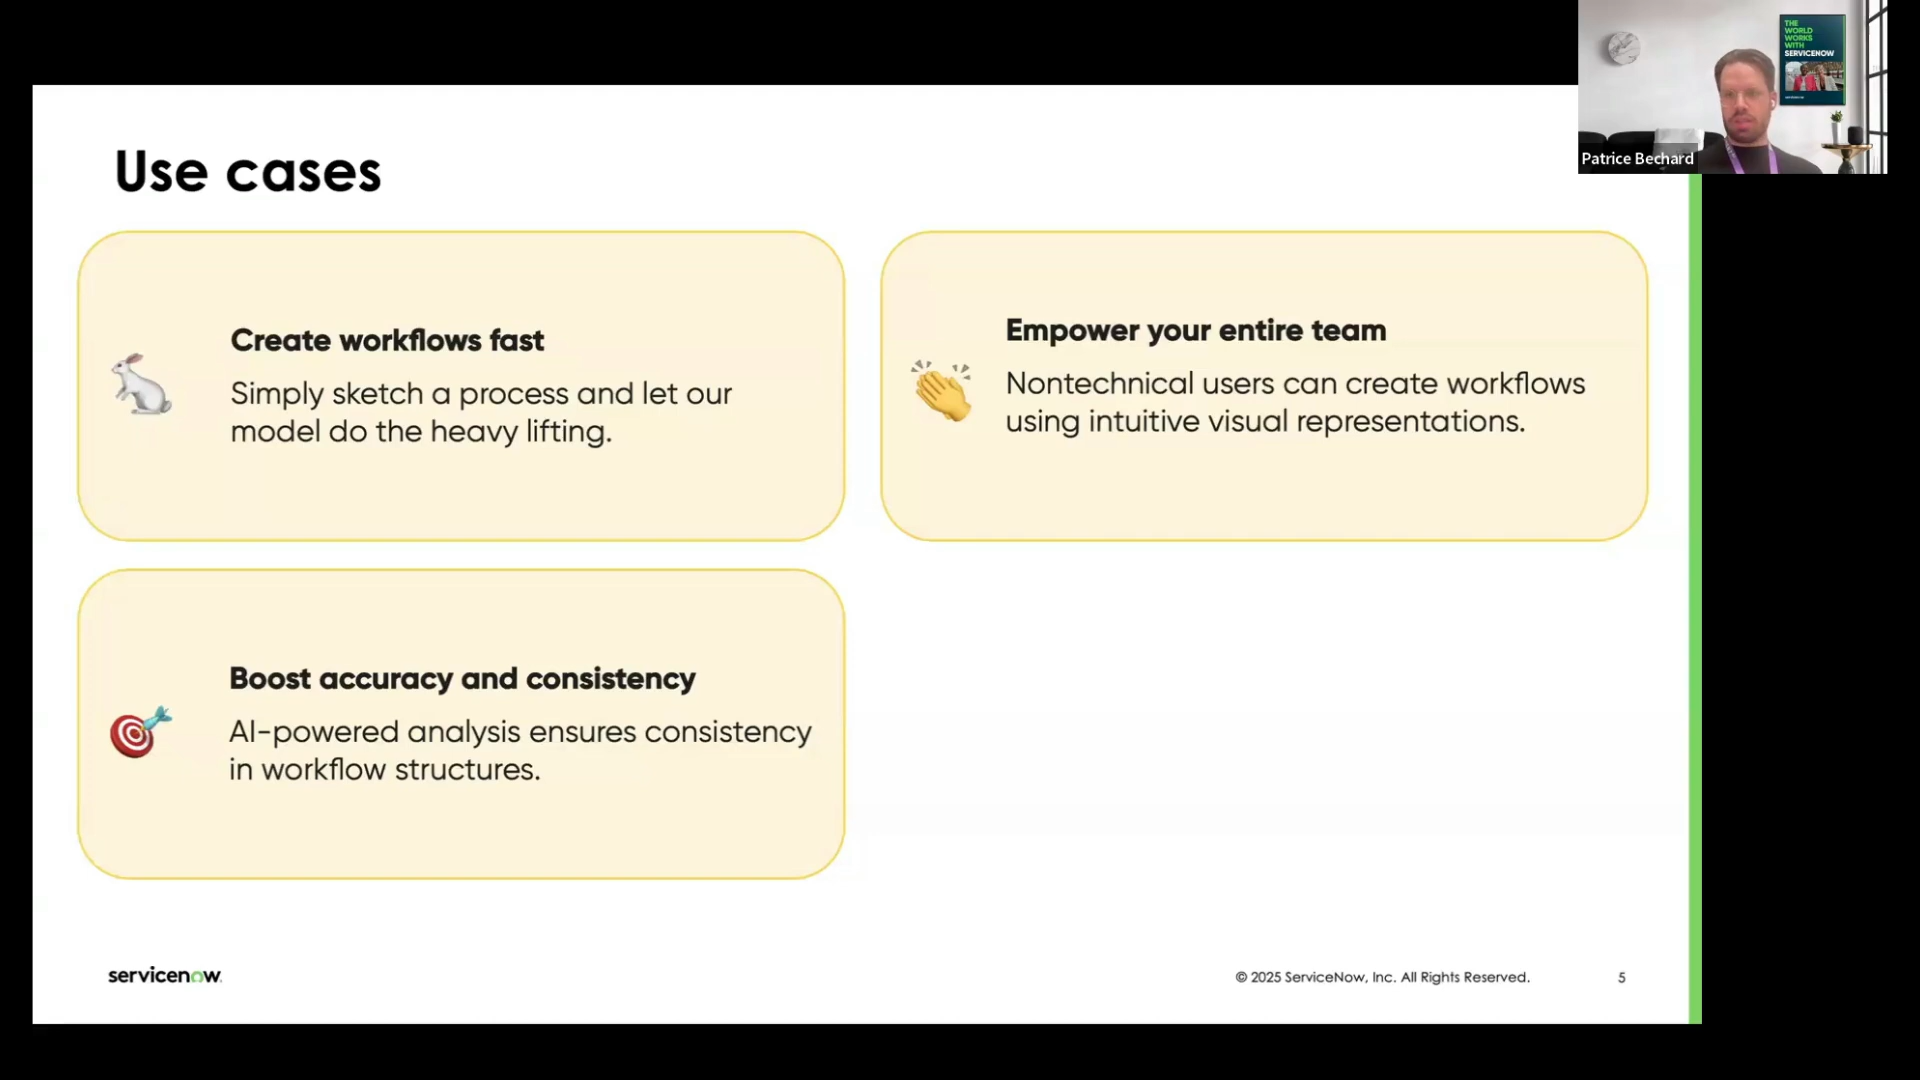 THE
WORLD
WORKS
WITH
SERVICENOW
Patrice Bechard
Use cases
Create workflows fast
Simply sketch a process and let our
model do the heavy lifting.
Empower your entire team
Nontechnical users can create workflows
using intuitive visual representations.
Boost accuracy and consistency
AI-powered analysis ensures consistency
in workflow structures.
servicenow
© 2025 ServiceNow, Inc. All Rights Reserved.
5